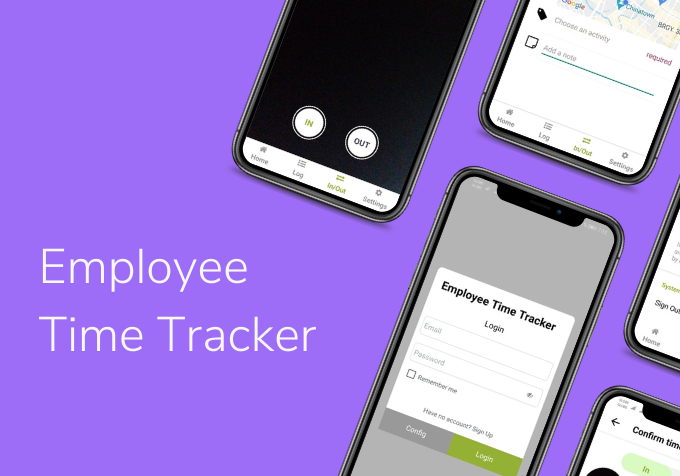 Employee
Time Tracker
IN
OUT
Home
Log
In/Out
Settings
Google
Chinatown
Choose an activity
required
Add a note
Home
Log
In/Out
Settings
Employee Time Tracker
Login
Email
Password
Remember me
Have no account? Sign Up
Config
Login
System
Sign Out
Home
Confirm time
In